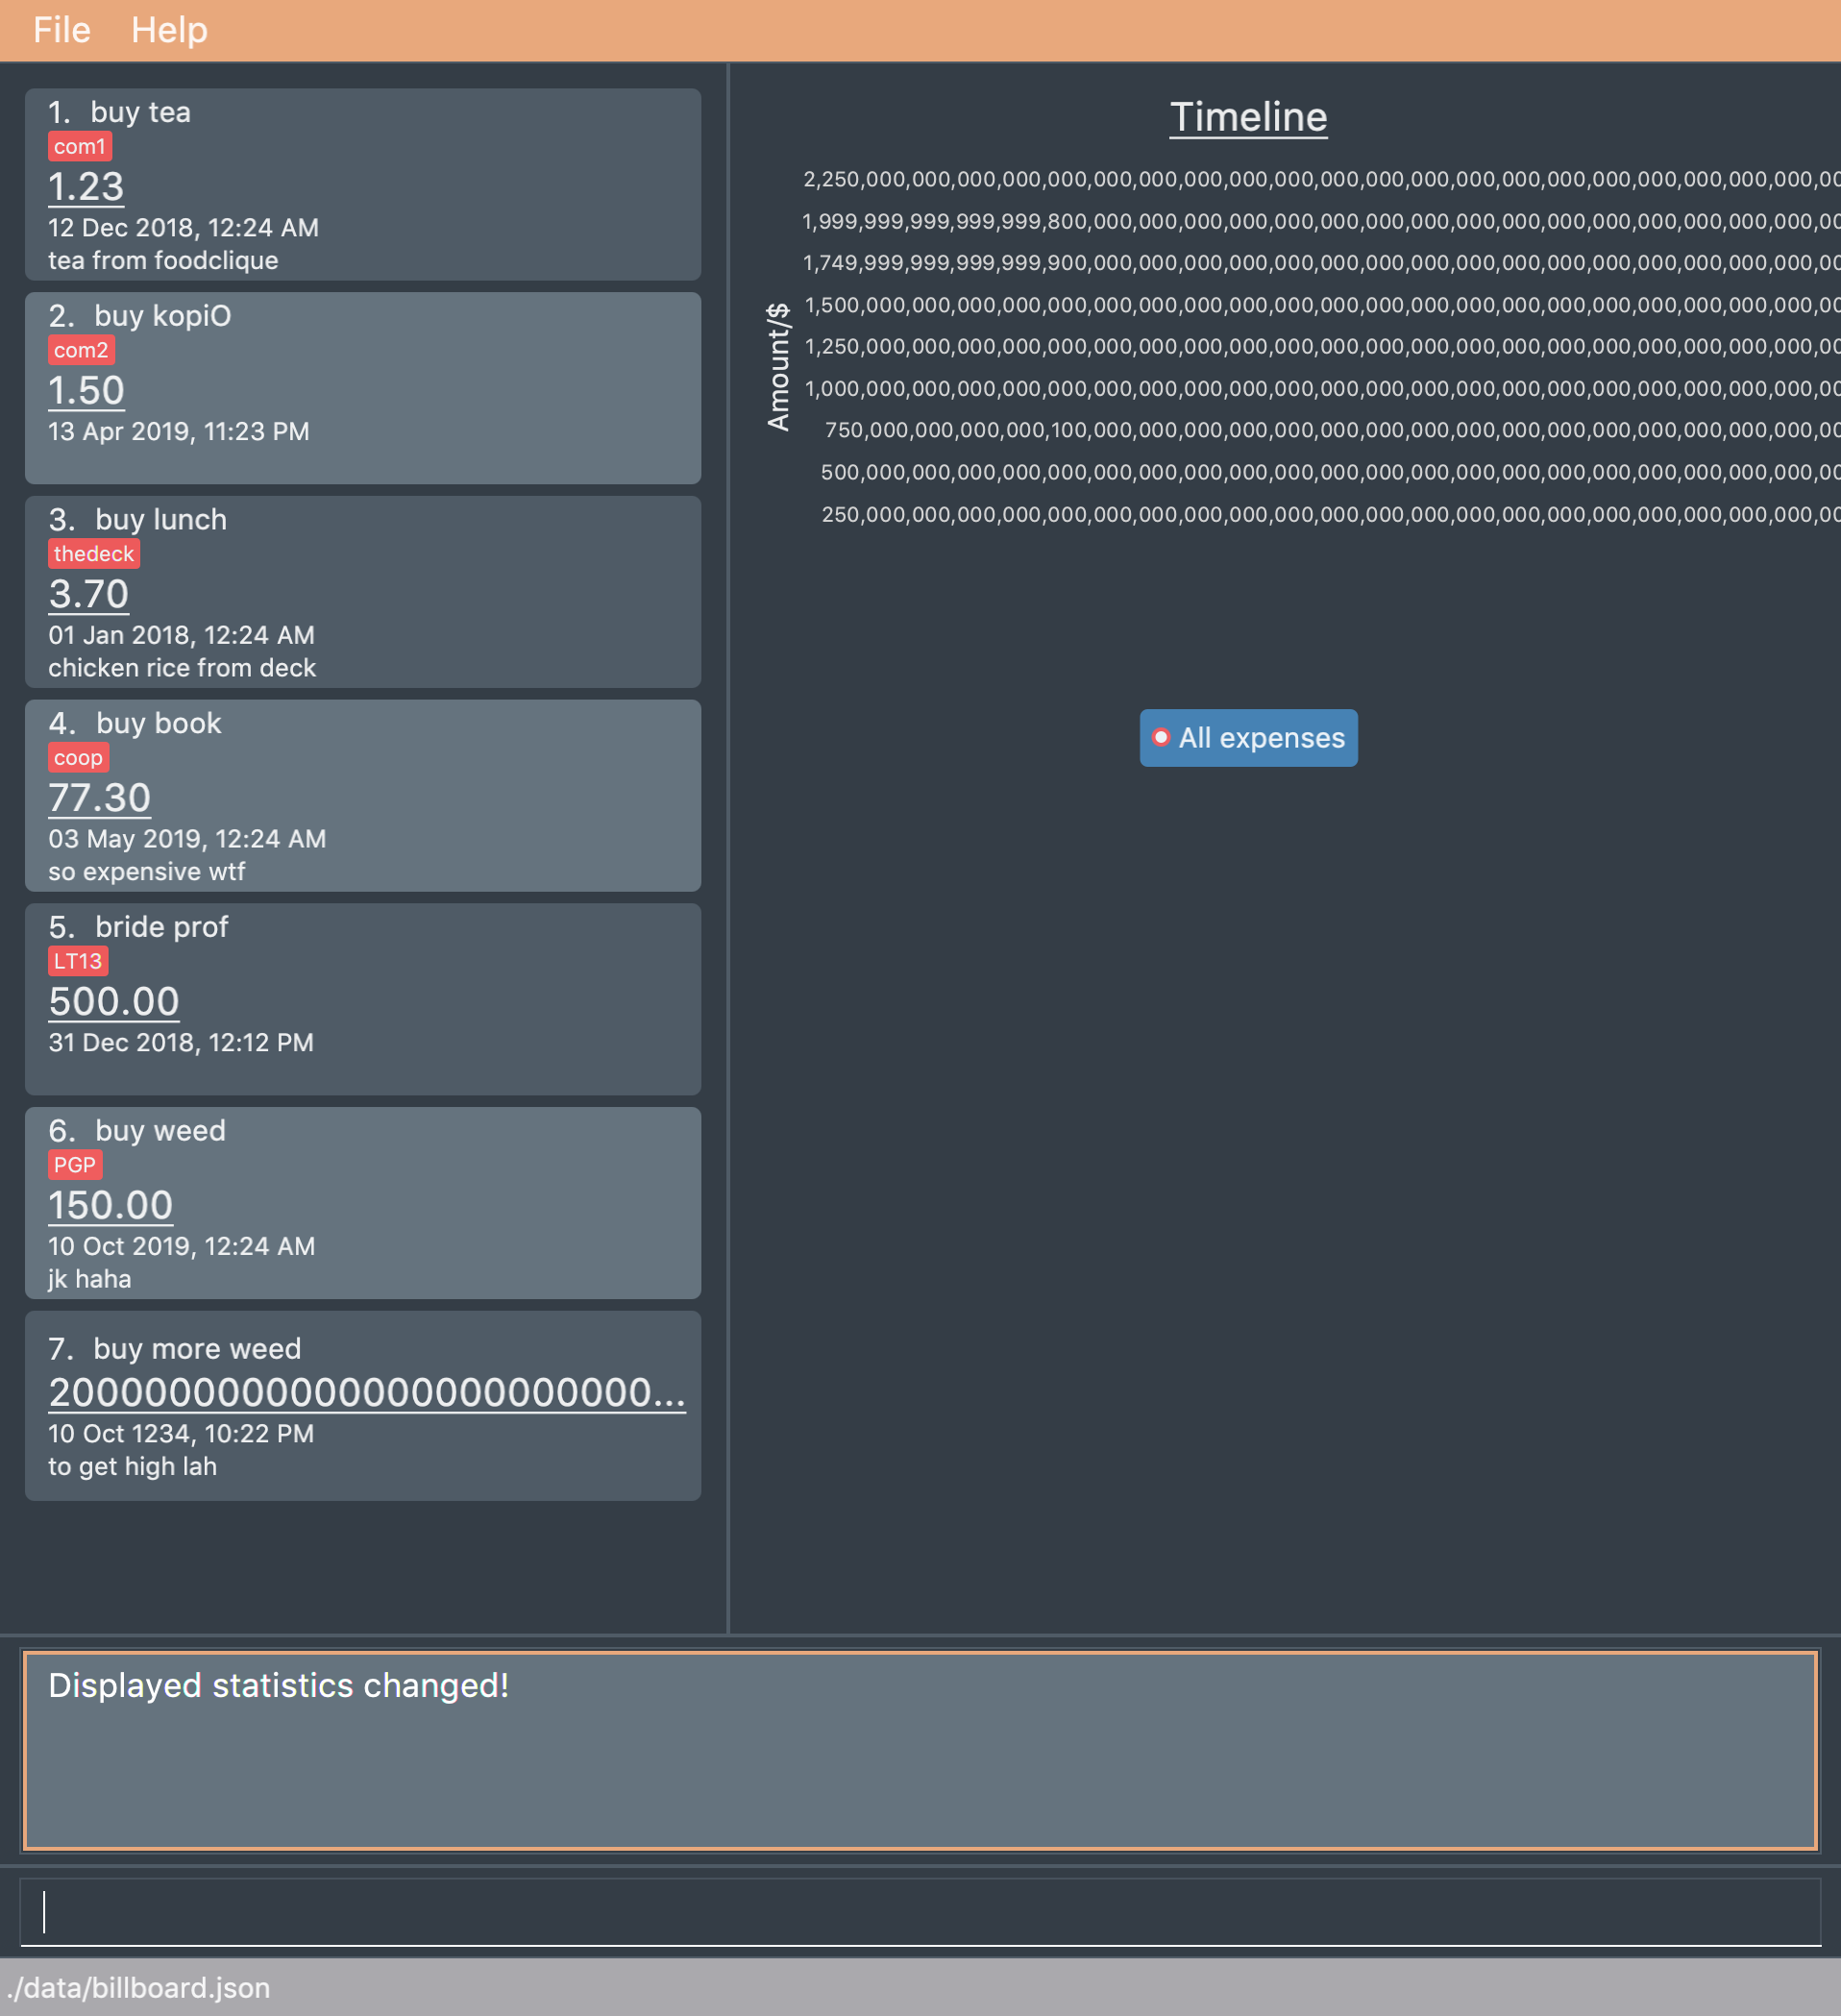 File Help
1. buy tea
com1
1.23
12 Dec 2018, 12:24 AM
tea from foodclique
2. buy kopiO
com2
1.50
13 Apr 2019, 11:23 PM
3. buy lunch
thedeck
3.70
01 Jan 2018, 12:24 AM
chicken rice from deck
4. buy book
coop
77.30
03 May 2019, 12:24 AM
so expensive wtf
5. bride prof
LT13
500.00
31 Dec 2018, 12:12 PM
6. buy weed
PGP
150.00
10 Oct 2019, 12:24 AM
jk haha
7. buy more weed
2000000000000000000000000...
10 Oct 1234, 10:22 PM
to get high lah
Timeline
Amount/$
2,250,000,000,000,000,000,000,000,000,000,000,000,000,000,000,000,000,000,000,000,000,000,00
1,999,999,999,999,999,800,000,000,000,000,000,000,000,000,000,000,000,000,000,000,000,000,00
1,749,999,999,999,999,900,000,000,000,000,000,000,000,000,000,000,000,000,000,000,000,000,00
1,500,000,000,000,000,000,000,000,000,000,000,000,000,000,000,000,000,000,000,000,000,000,00
1,250,000,000,000,000,000,000,000,000,000,000,000,000,000,000,000,000,000,000,000,000,000,00
1,000,000,000,000,000,000,000,000,000,000,000,000,000,000,000,000,000,000,000,000,000,000,00
750,000,000,000,000,100,000,000,000,000,000,000,000,000,000,000,000,000,000,000,000,000,00
500,000,000,000,000,000,000,000,000,000,000,000,000,000,000,000,000,000,000,000,000,000,00
250,000,000,000,000,000,000,000,000,000,000,000,000,000,000,000,000,000,000,000,000,000,00
All expenses
Displayed statistics changed!
./data/billboard.json